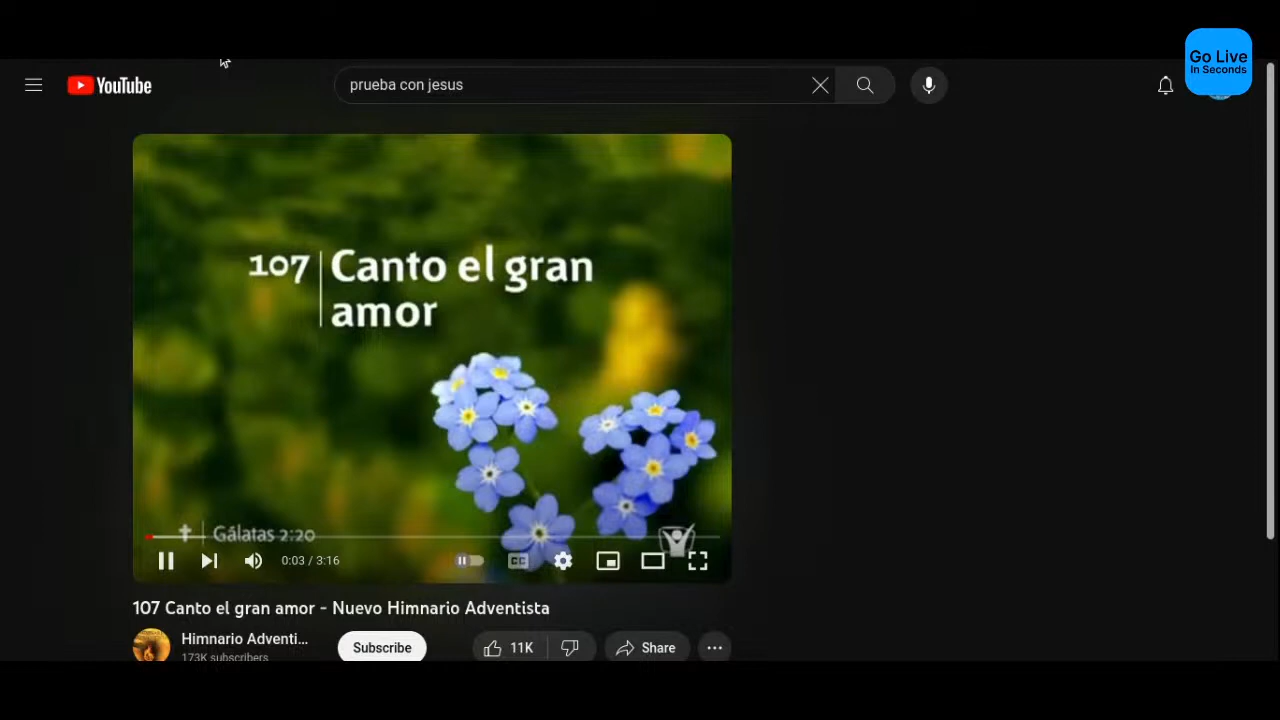 Go Live
In Seconds
YouTube
prueba con jesus
107
Canto el gran
amor
Gálatas 2:20
0:03 / 3:16
CC
107 Canto el gran amor - Nuevo Himnario Adventista
Himnario Adventi...
Subscribe
11K
Share
173K subscribers